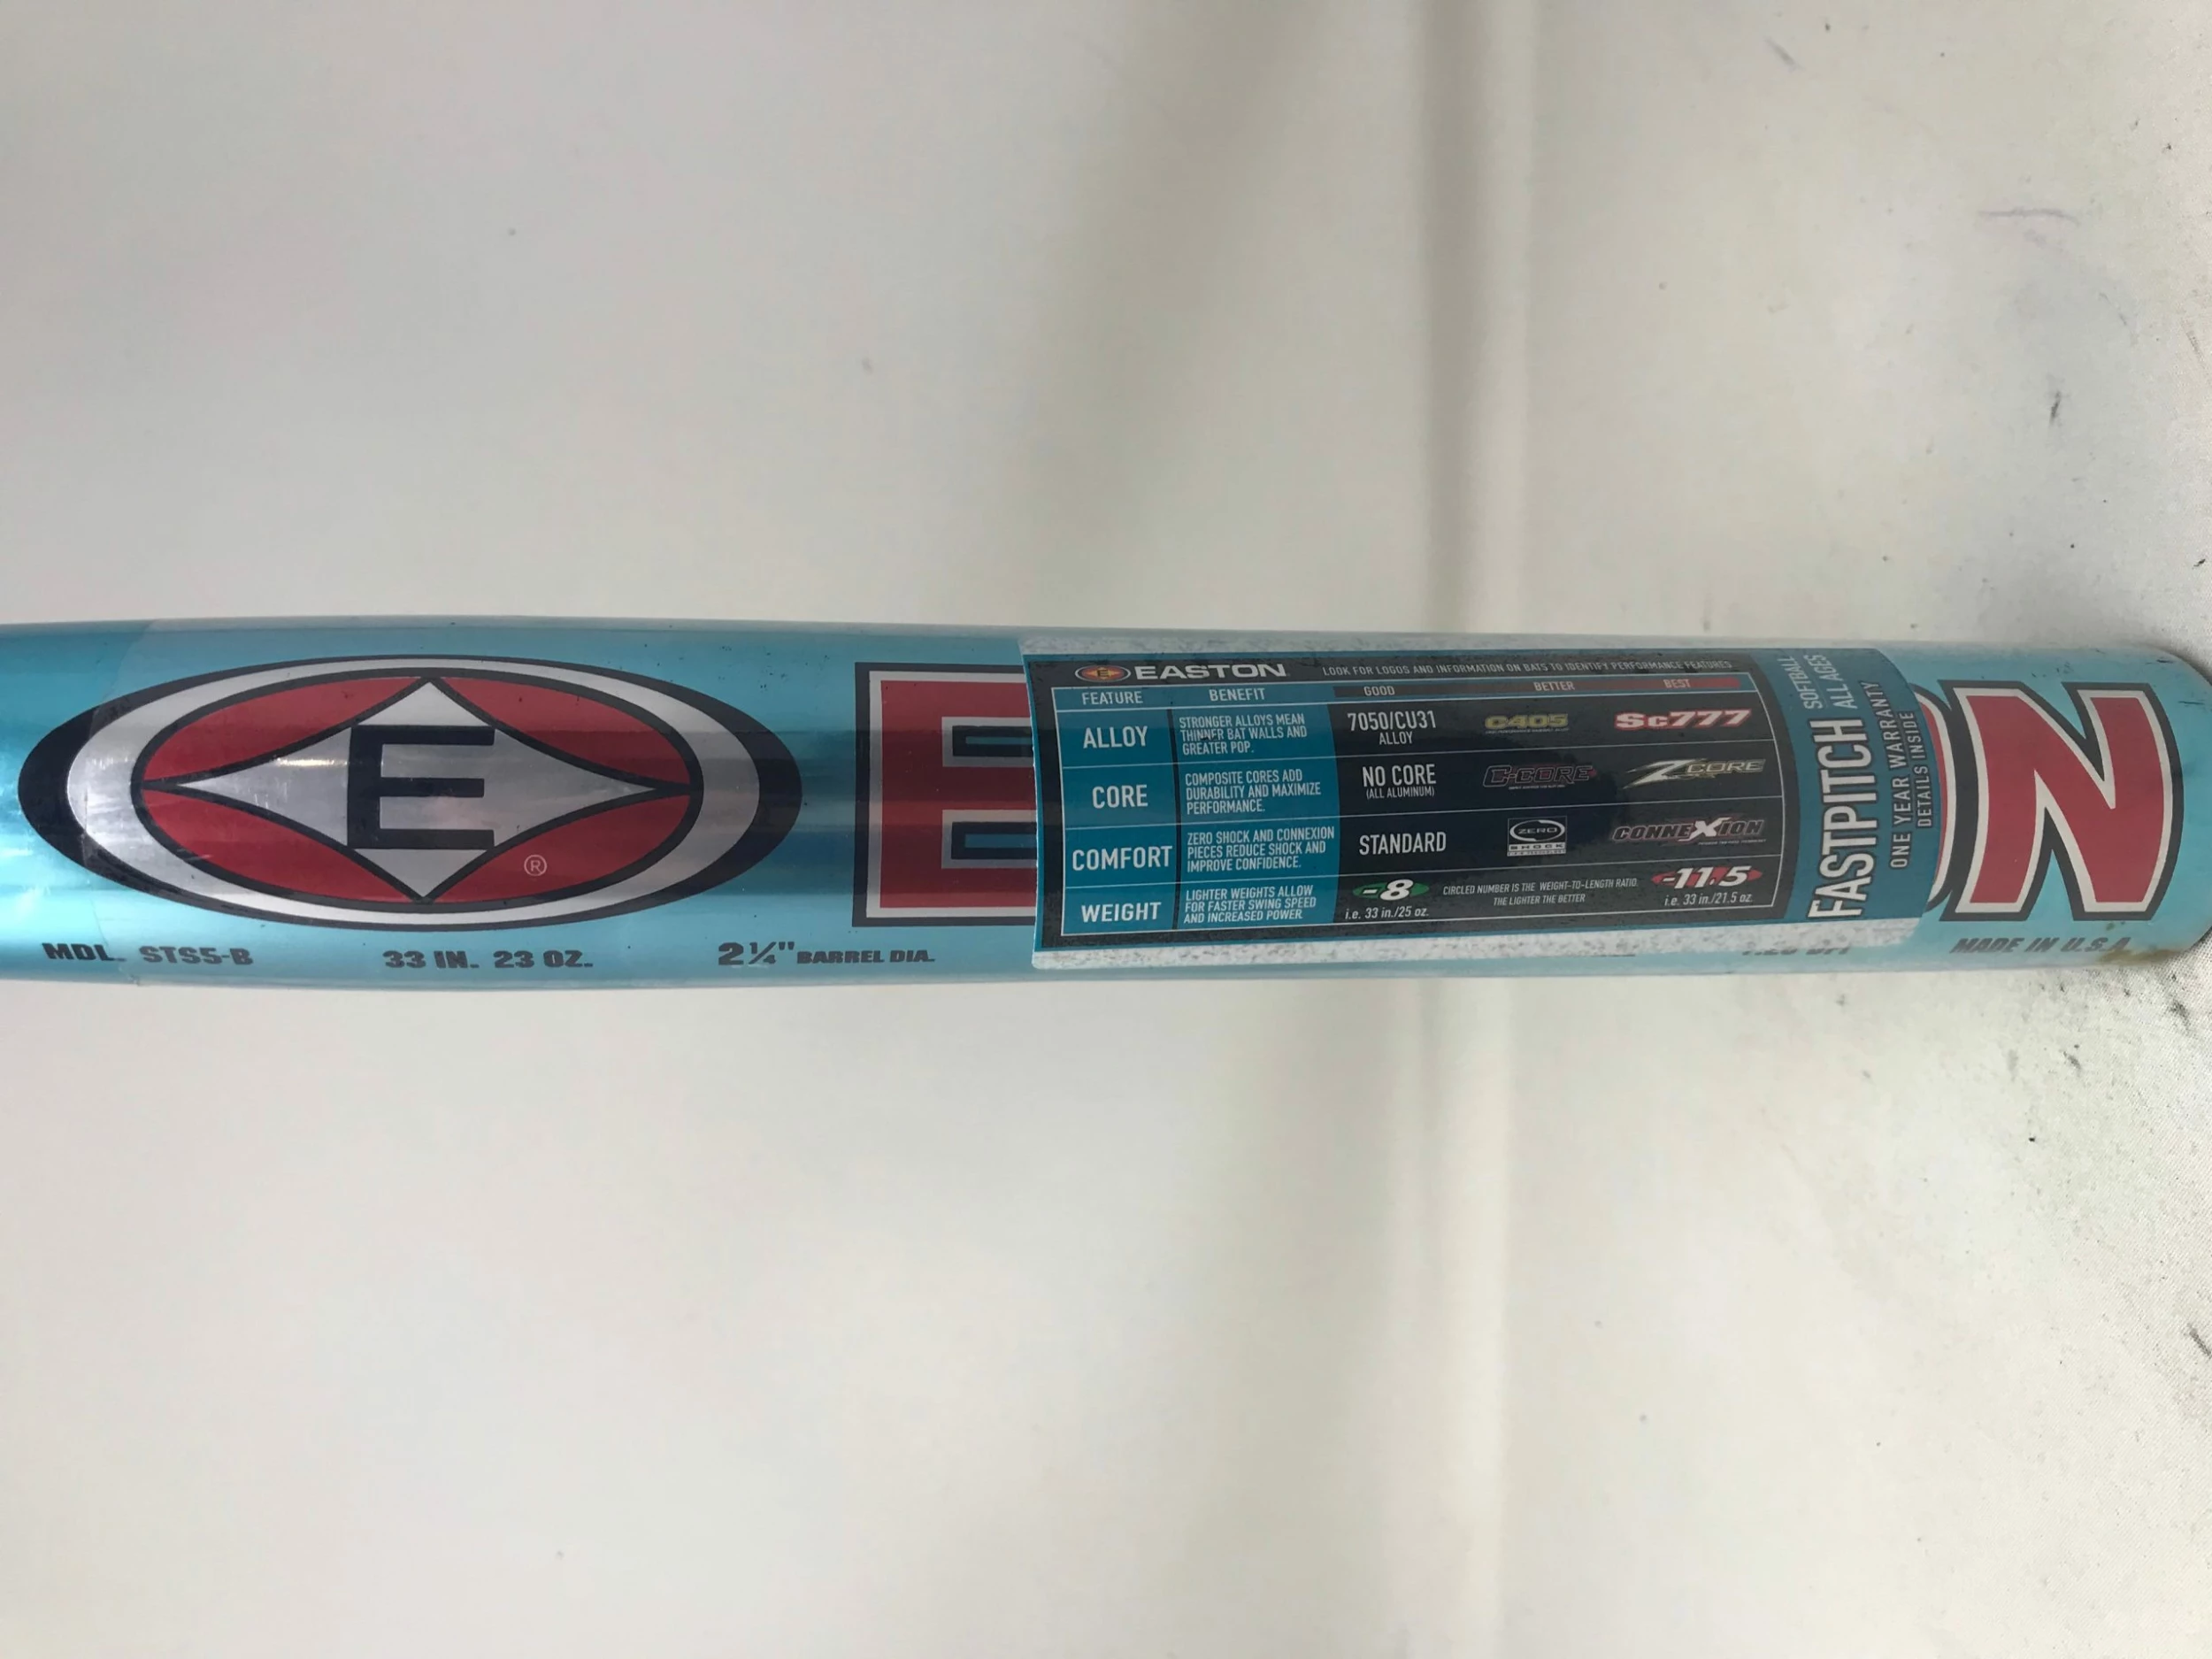 E
®
E
N
MDL. STS5-B 33 IN. 23 OZ. 2¼" BARREL DIA.
MADE IN U.S.A.
EASTON LOOK FOR LOGOS AND INFORMATION ON BATS TO IDENTIFY PERFORMANCE FEATURES
FEATURE BENEFIT GOOD BETTER BEST
ALLOY
STRONGER ALLOYS MEAN
THINNER BAT WALLS AND
GREATER POP.
7050/CU31
ALLOY
C405
Sc777
CORE
COMPOSITE CORES ADD
DURABILITY AND MAXIMIZE
PERFORMANCE.
NO CORE
(ALL ALUMINUM)
C-CORE
ZCORE
COMFORT
ZERO SHOCK AND CONNEXION
PIECES REDUCE SHOCK AND
IMPROVE CONFIDENCE.
STANDARD
ZERO
SHOCK
CONNEXION
WEIGHT
LIGHTER WEIGHTS ALLOW
FOR FASTER SWING SPEED
AND INCREASED POWER.
-8
i.e. 33 in./25 oz.
CIRCLED NUMBER IS THE WEIGHT-TO-LENGTH RATIO.
THE LIGHTER THE BETTER
-11.5
i.e. 33 in./21.5 oz.
FASTPITCH
SOFTBALL
ALL AGES
ONE YEAR WARRANTY
DETAILS INSIDE